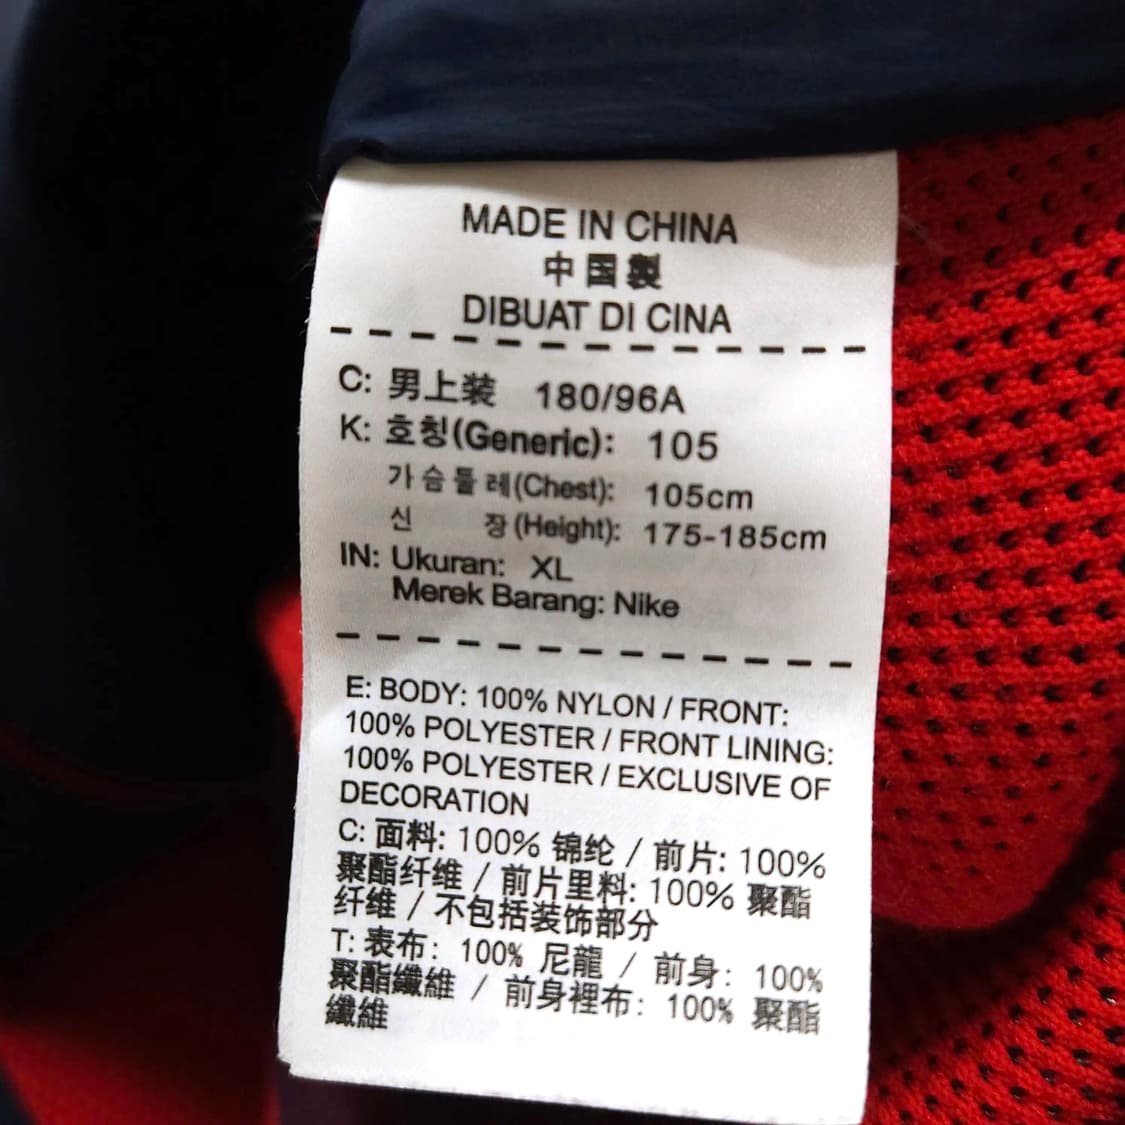 MADE IN CHINA
中国製
DIBUAT DI CINA
C: 男上装 180/96A
K: 호칭(Generic): 105
가슴둘레(Chest): 105cm
신 장(Height): 175-185cm
IN: Ukuran: XL
Merek Barang: Nike
E: BODY: 100% NYLON / FRONT:
100% POLYESTER / FRONT LINING:
100% POLYESTER / EXCLUSIVE OF
DECORATION
C: 面料: 100% 锦纶 / 前片: 100%
聚酯纤维 / 前片里料: 100% 聚酯
纤维 / 不包括装饰部分
T: 表布: 100% 尼龍 / 前身: 100%
聚酯纖維 / 前身裡布: 100% 聚酯
纖維